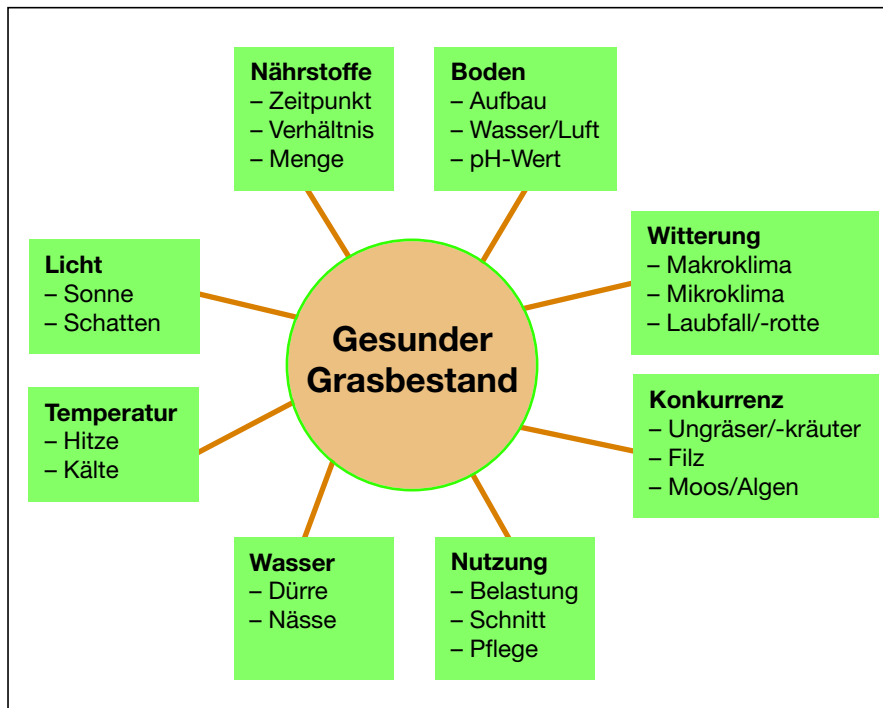 Nährstoffe
– Zeitpunkt
– Verhältnis
– Menge
Boden
– Aufbau
– Wasser/Luft
– pH-Wert
Licht
– Sonne
– Schatten
Witterung
– Makroklima
– Mikroklima
– Laubfall/-rotte
Gesunder
Grasbestand
Temperatur
– Hitze
– Kälte
Konkurrenz
– Ungräser/-kräuter
– Filz
– Moos/Algen
Wasser
– Dürre
– Nässe
Nutzung
– Belastung
– Schnitt
– Pflege